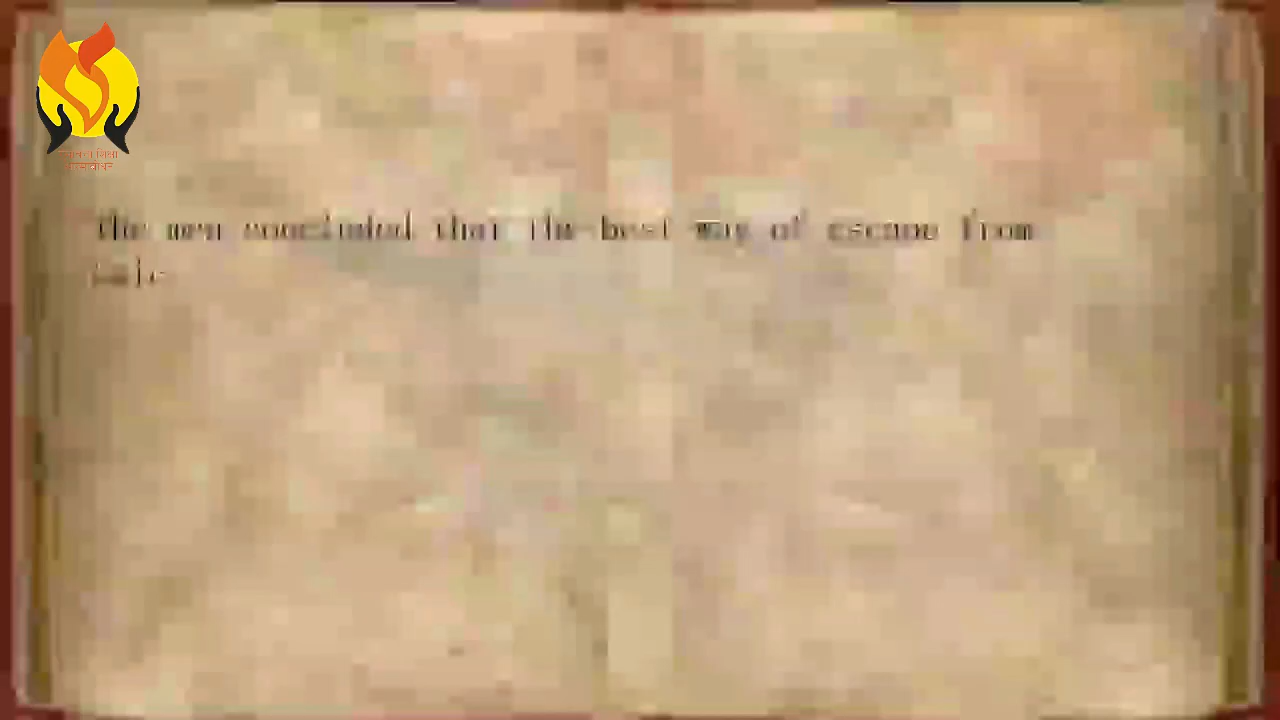 The men concluded that the best way of escape from